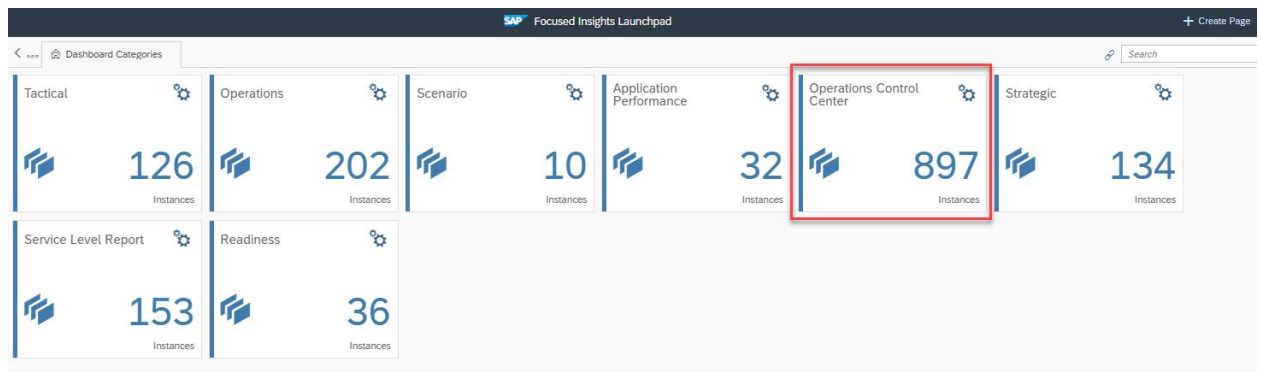 SAP Focused Insights Launchpad
+ Create Page
Dashboard Categories
Search
Tactical
126
Instances
Operations
202
Instances
Scenario
10
Instances
Application
Performance
32
Instances
Operations Control
Center
897
Instances
Strategic
134
Instances
Service Level Report
153
Instances
Readiness
36
Instances